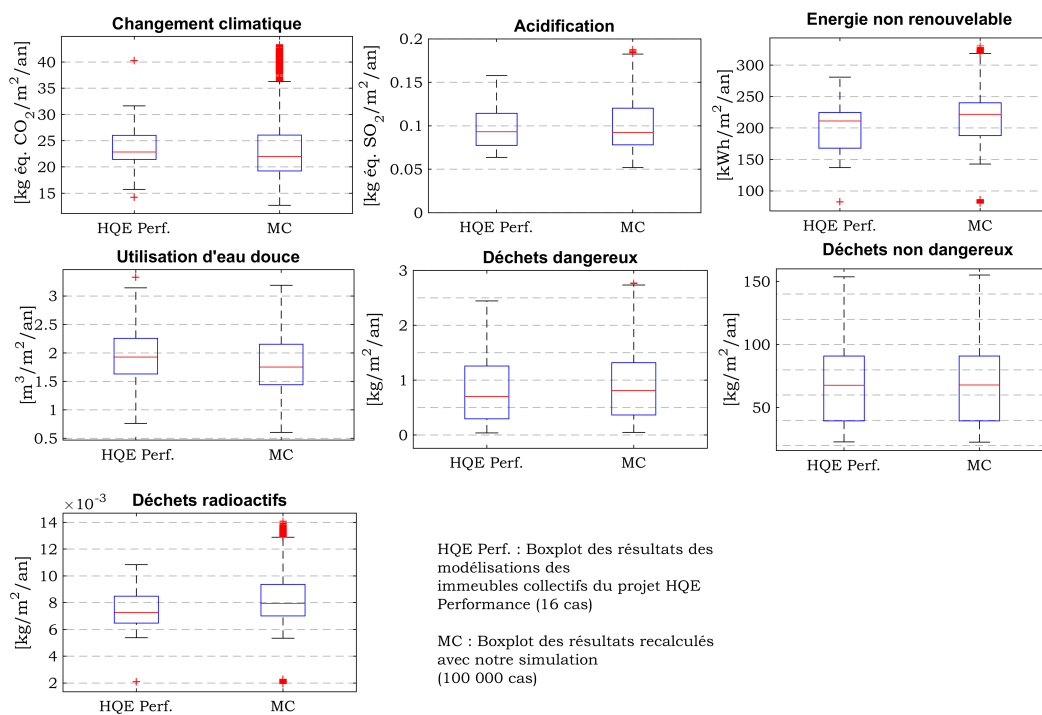 Changement climatique
[kg éq. CO2/m²/an]
40
35
30
25
20
15
HQE Perf.
MC
Acidification
[kg éq. SO2/m²/an]
0.2
0.15
0.1
0.05
0
HQE Perf.
MC
Energie non renouvelable
[kWh/m²/an]
300
250
200
150
100
HQE Perf.
MC
Utilisation d'eau douce
[m³/m²/an]
3
2.5
2
1.5
1
0.5
HQE Perf.
MC
Déchets dangereux
[kg/m²/an]
3
2
1
0
HQE Perf.
MC
Déchets non dangereux
[kg/m²/an]
150
100
50
HQE Perf.
MC
Déchets radioactifs
×10⁻³
[kg/m²/an]
14
12
10
8
6
4
2
HQE Perf.
MC
HQE Perf. : Boxplot des résultats des
modélisations des
immeubles collectifs du projet HQE
Performance (16 cas)
MC : Boxplot des résultats recalculés
avec notre simulation
(100 000 cas)